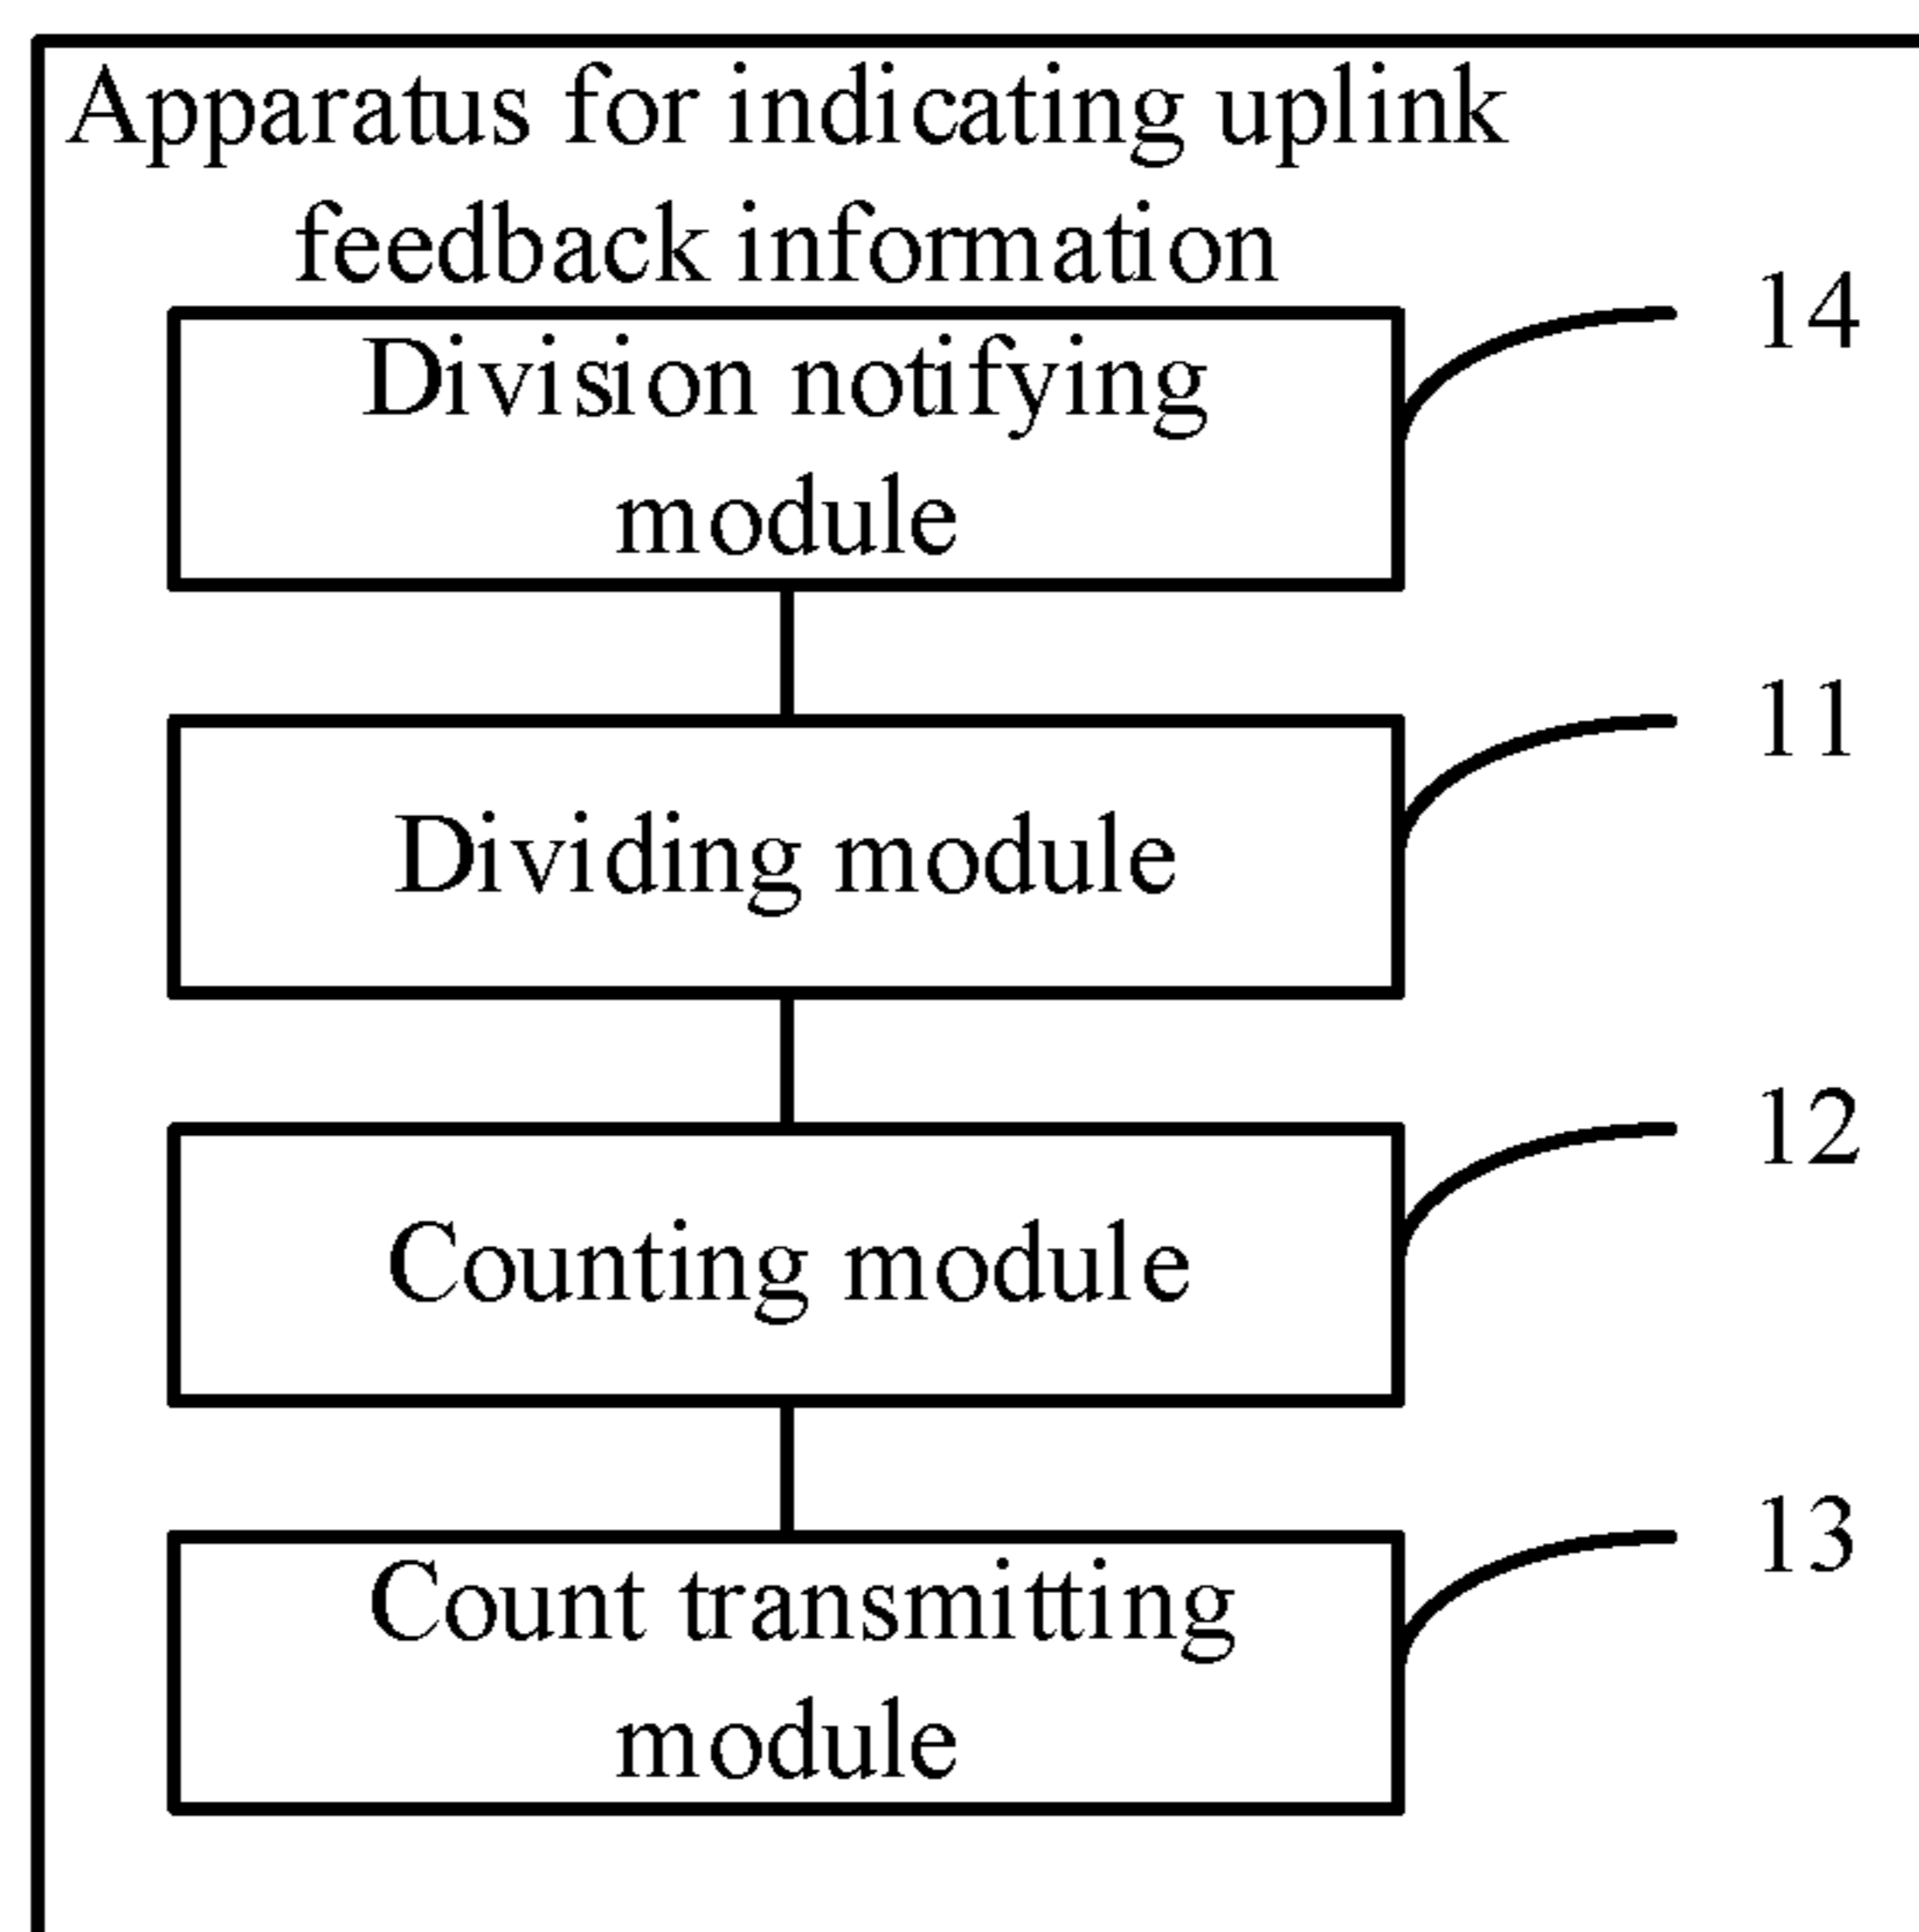 Apparatus for indicating uplink
feedback information
14
Division notifying
module
11
Dividing module
12
Counting module
13
Count transmitting
module